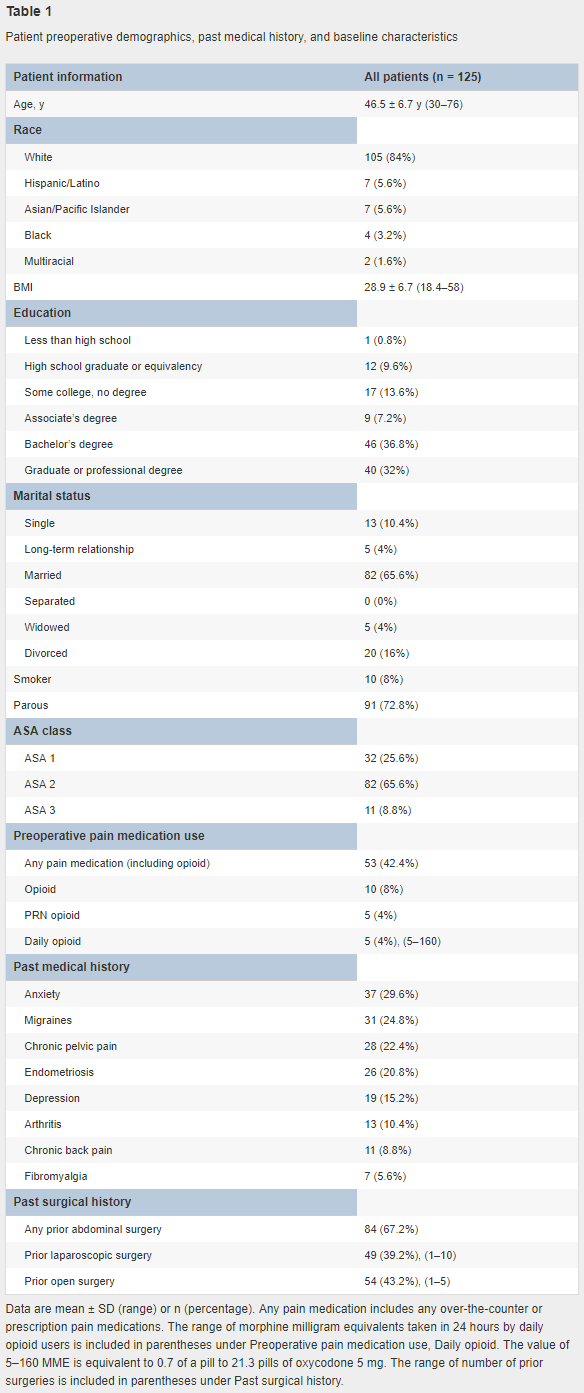 Table 1
Patient preoperative demographics, past medical history, and baseline characteristics
Patient information All patients (n = 125)
Age, y 46.5 ± 6.7 y (30–76)
Race
White 105 (84%)
Hispanic/Latino 7 (5.6%)
Asian/Pacific Islander 7 (5.6%)
Black 4 (3.2%)
Multiracial 2 (1.6%)
BMI 28.9 ± 6.7 (18.4–58)
Education
Less than high school 1 (0.8%)
High school graduate or equivalency 12 (9.6%)
Some college, no degree 17 (13.6%)
Associate's degree 9 (7.2%)
Bachelor's degree 46 (36.8%)
Graduate or professional degree 40 (32%)
Marital status
Single 13 (10.4%)
Long-term relationship 5 (4%)
Married 82 (65.6%)
Separated 0 (0%)
Widowed 5 (4%)
Divorced 20 (16%)
Smoker 10 (8%)
Parous 91 (72.8%)
ASA class
ASA 1 32 (25.6%)
ASA 2 82 (65.6%)
ASA 3 11 (8.8%)
Preoperative pain medication use
Any pain medication (including opioid) 53 (42.4%)
Opioid 10 (8%)
PRN opioid 5 (4%)
Daily opioid 5 (4%), (5–160)
Past medical history
Anxiety 37 (29.6%)
Migraines 31 (24.8%)
Chronic pelvic pain 28 (22.4%)
Endometriosis 26 (20.8%)
Depression 19 (15.2%)
Arthritis 13 (10.4%)
Chronic back pain 11 (8.8%)
Fibromyalgia 7 (5.6%)
Past surgical history
Any prior abdominal surgery 84 (67.2%)
Prior laparoscopic surgery 49 (39.2%), (1–10)
Prior open surgery 54 (43.2%), (1–5)
Data are mean ± SD (range) or n (percentage). Any pain medication includes any over-the-counter or
prescription pain medications. The range of morphine milligram equivalents taken in 24 hours by daily
opioid users is included in parentheses under Preoperative pain medication use, Daily opioid. The value of
5–160 MME is equivalent to 0.7 of a pill to 21.3 pills of oxycodone 5 mg. The range of number of prior
surgeries is included in parentheses under Past surgical history.